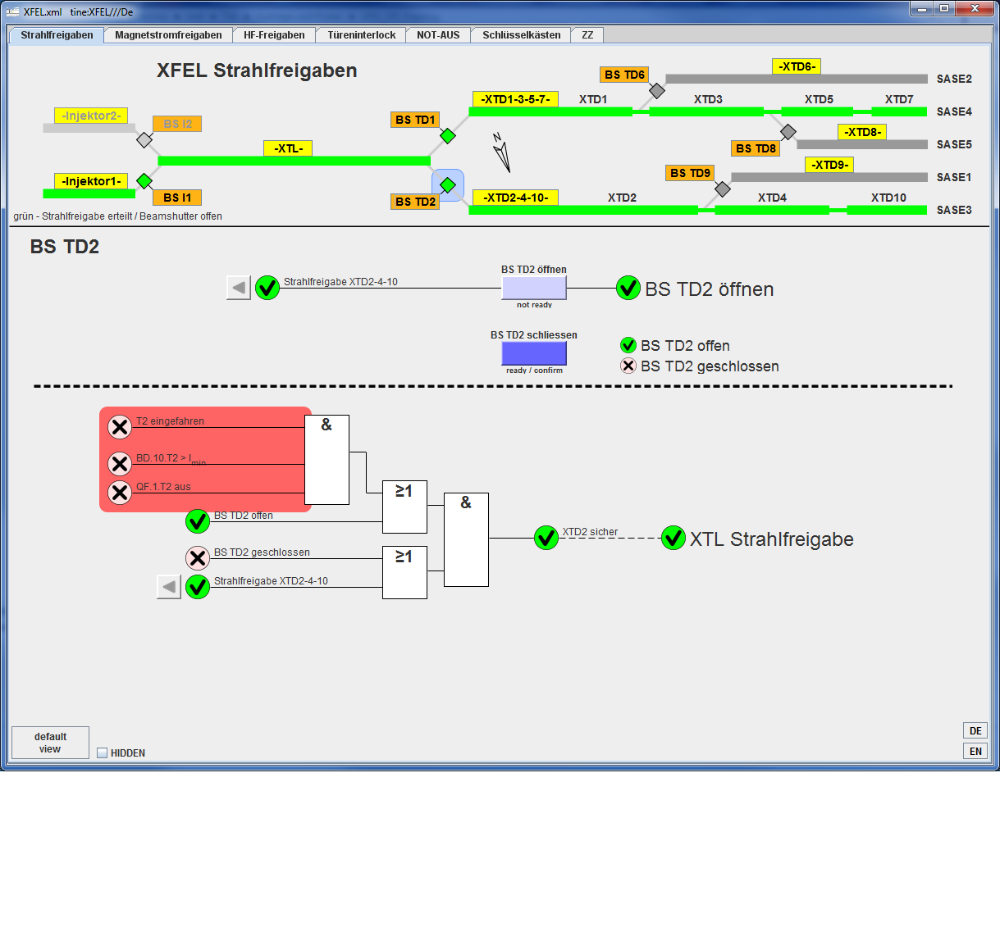 XFEL.xml tine:XFEL///De
Strahlfreigaben Magnetstromfreigaben HF-Freigaben Türeninterlock NOT-AUS Schlüsselkästen ZZ
XFEL Strahlfreigaben
-XTD6-
BS TD6
SASE2
-XTD1-3-5-7- XTD1 XTD3 XTD5 XTD7
SASE4
-Injektor2-
BS I2
BS TD1
N
-XTD8-
SASE5
-XTL-
BS TD8
-XTD9-
BS TD9
SASE1
-Injektor1-
BS I1
BS TD2
-XTD2-4-10- XTD2 XTD4 XTD10
SASE3
grün - Strahlfreigabe erteilt / Beamshutter offen
BS TD2
BS TD2 öffnen
Strahlfreigabe XTD2-4-10
BS TD2 öffnen
not ready
BS TD2 schliessen
ready / confirm
BS TD2 offen
BS TD2 geschlossen
T2 eingefahren
&
BD.10.T2 > Imin
QF.1.T2 aus
≥1
&
BS TD2 offen
XTD2 sicher
XTL Strahlfreigabe
BS TD2 geschlossen
≥1
Strahlfreigabe XTD2-4-10
default
view
HIDDEN
DE
EN